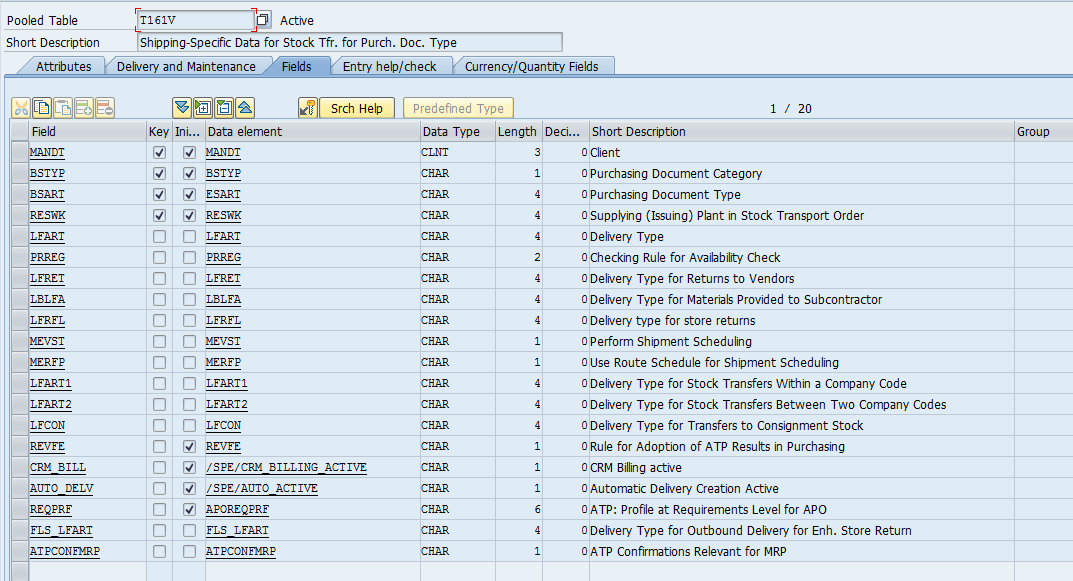 Pooled Table T161V Active
Short Description Shipping-Specific Data for Stock Tfr. for Purch. Doc. Type
Attributes Delivery and Maintenance Fields Entry help/check Currency/Quantity Fields
Srch Help Predefined Type 1 / 20
Field Key Ini... Data element Data Type Length Deci... Short Description Group
MANDT MANDT CLNT 3 0 Client
BSTYP BSTYP CHAR 1 0 Purchasing Document Category
BSART ESART CHAR 4 0 Purchasing Document Type
RESWK RESWK CHAR 4 0 Supplying (Issuing) Plant in Stock Transport Order
LFART LFART CHAR 4 0 Delivery Type
PRREG PRREG CHAR 2 0 Checking Rule for Availability Check
LFRET LFRET CHAR 4 0 Delivery Type for Returns to Vendors
LBLFA LBLFA CHAR 4 0 Delivery Type for Materials Provided to Subcontractor
LFRFL LFRFL CHAR 4 0 Delivery type for store returns
MEVST MEVST CHAR 1 0 Perform Shipment Scheduling
MERFP MERFP CHAR 1 0 Use Route Schedule for Shipment Scheduling
LFART1 LFART1 CHAR 4 0 Delivery Type for Stock Transfers Within a Company Code
LFART2 LFART2 CHAR 4 0 Delivery Type for Stock Transfers Between Two Company Codes
LFCON LFCON CHAR 4 0 Delivery Type for Transfers to Consignment Stock
REVFE REVFE CHAR 1 0 Rule for Adoption of ATP Results in Purchasing
CRM_BILL /SPE/CRM_BILLING_ACTIVE CHAR 1 0 CRM Billing active
AUTO_DELV /SPE/AUTO_ACTIVE CHAR 1 0 Automatic Delivery Creation Active
REQPRF APOREQPRF CHAR 6 0 ATP: Profile at Requirements Level for APO
FLS_LFART FLS_LFART CHAR 4 0 Delivery Type for Outbound Delivery for Enh. Store Return
ATPCONFMRP ATPCONFMRP CHAR 1 0 ATP Confirmations Relevant for MRP